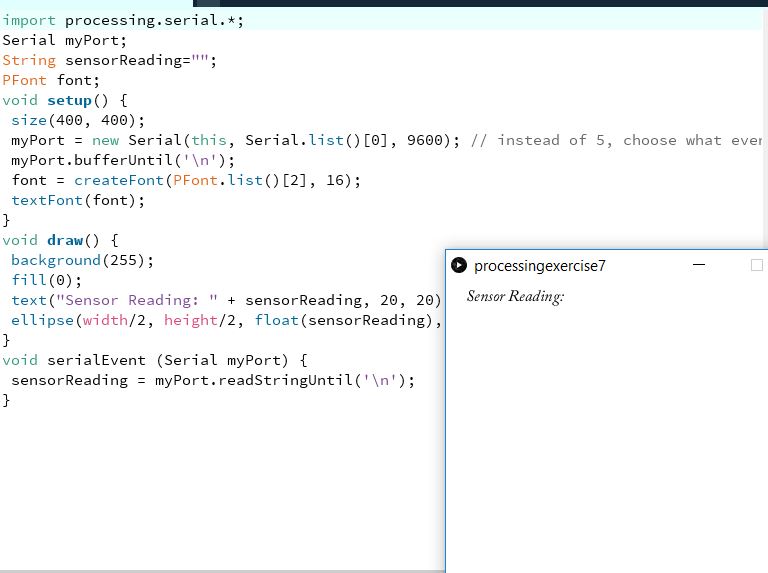 import processing.serial.*;
Serial myPort;
String sensorReading="";
PFont font;
void setup() {
 size(400, 400);
 myPort = new Serial(this, Serial.list()[0], 9600); // instead of 5, choose what ever
 myPort.bufferUntil('\n');
 font = createFont(PFont.list()[2], 16);
 textFont(font);
}
void draw() {
 background(255);
 fill(0);
 text("Sensor Reading: " + sensorReading, 20, 20)
 ellipse(width/2, height/2, float(sensorReading),
}
void serialEvent (Serial myPort) {
 sensorReading = myPort.readStringUntil('\n');
}
processingexercise7
Sensor Reading: